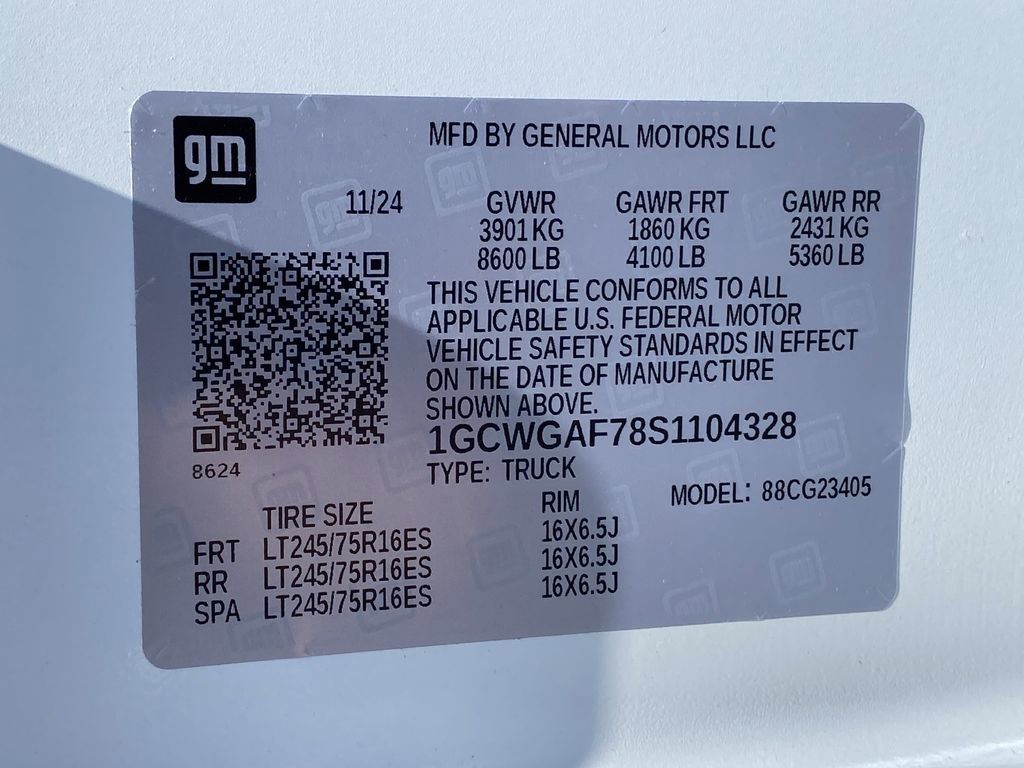 gm
MFD BY GENERAL MOTORS LLC
11/24 GVWR GAWR FRT GAWR RR
3901 KG 1860 KG 2431 KG
8600 LB 4100 LB 5360 LB
THIS VEHICLE CONFORMS TO ALL
APPLICABLE U.S. FEDERAL MOTOR
VEHICLE SAFETY STANDARDS IN EFFECT
ON THE DATE OF MANUFACTURE
SHOWN ABOVE.
1GCWGAF78S1104328
8624
TYPE: TRUCK
MODEL: 88CG23405
TIRE SIZE RIM
FRT LT245/75R16ES 16X6.5J
RR LT245/75R16ES 16X6.5J
SPA LT245/75R16ES 16X6.5J